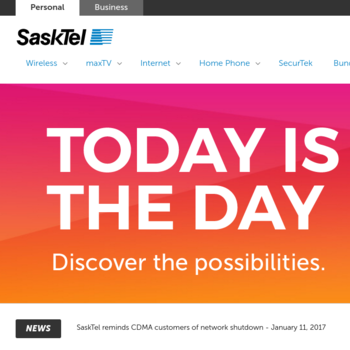 Personal Business
SaskTel
Wireless maxTV Internet Home Phone SecurTek Bun
TODAY IS
THE DAY
Discover the possibilities.
NEWS SaskTel reminds CDMA customers of network shutdown - January 11, 2017